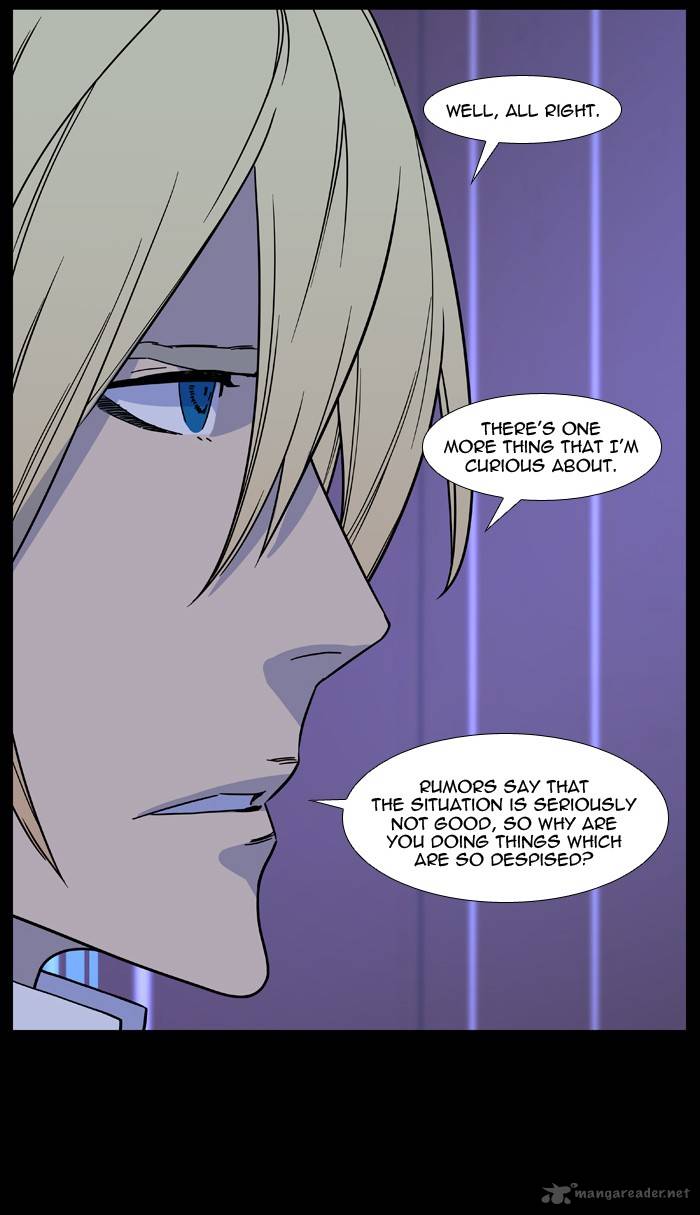 WELL, ALL RIGHT.
THERE'S ONE
MORE THING THAT I'M
CURIOUS ABOUT.
RUMORS SAY THAT
THE SITUATION IS SERIOUSLY
NOT GOOD, SO WHY ARE
YOU DOING THINGS WHICH
ARE SO DESPISED?
mangareader.net